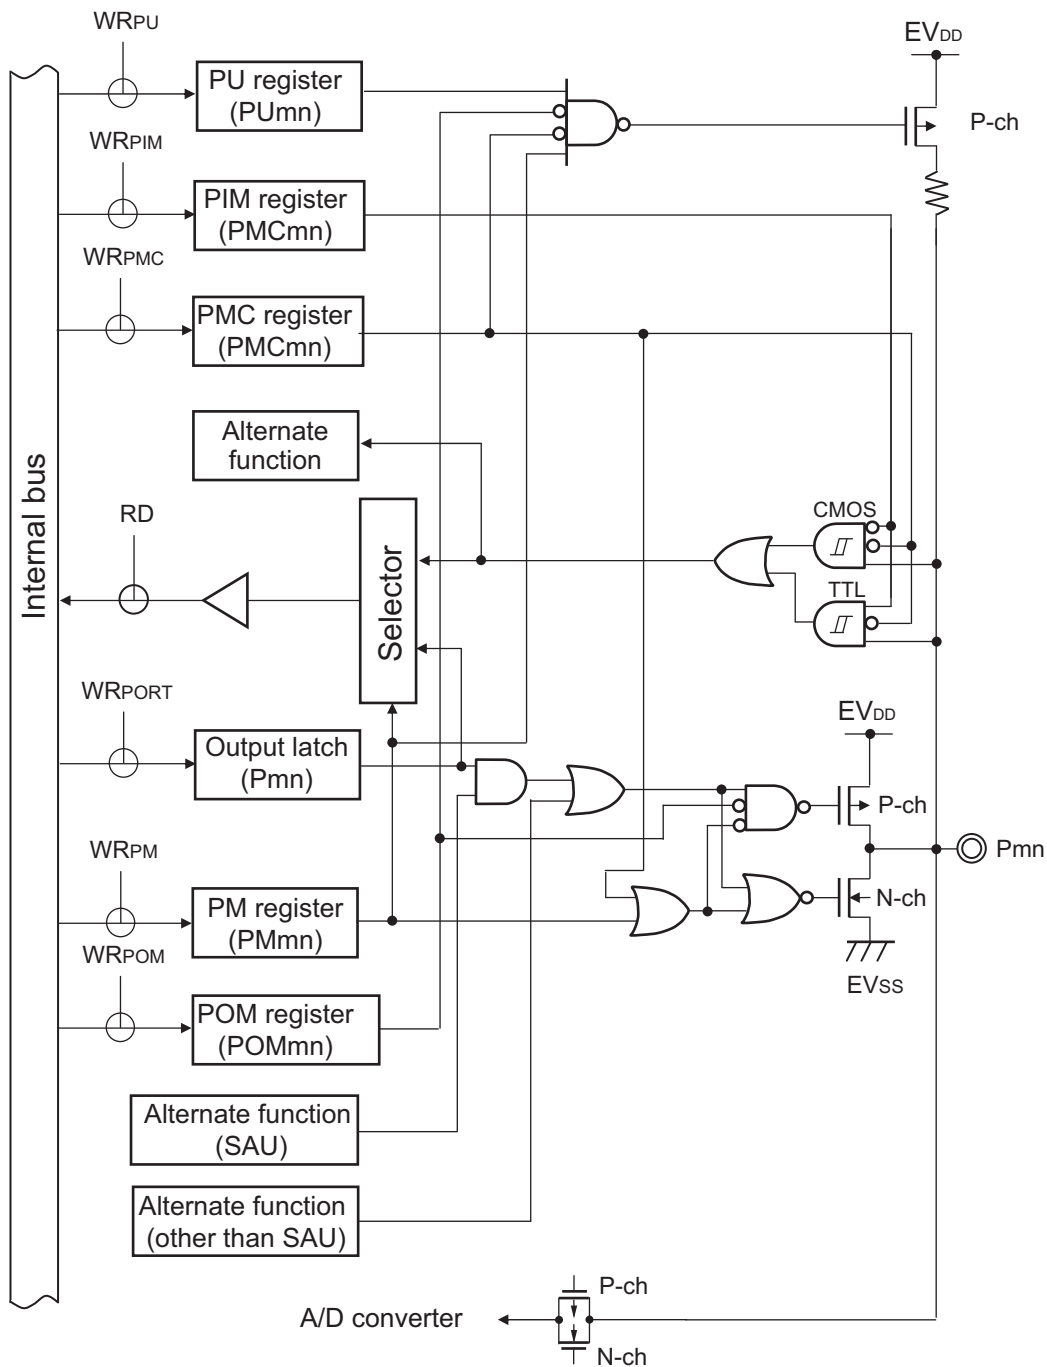 WRPU
EVDD
PU register
(PUmn)
P-ch
WRPIM
PIM register
(PMCmn)
WRPMC
PMC register
(PMCmn)
Alternate
function
Internal bus
RD
Selector
CMOS
TTL
WRPORT
EVDD
Output latch
(Pmn)
P-ch
WRPM
Pmn
PM register
(PMmn)
N-ch
WRPOM
EVSS
POM register
(POMmn)
Alternate function
(SAU)
Alternate function
(other than SAU)
P-ch
A/D converter
N-ch